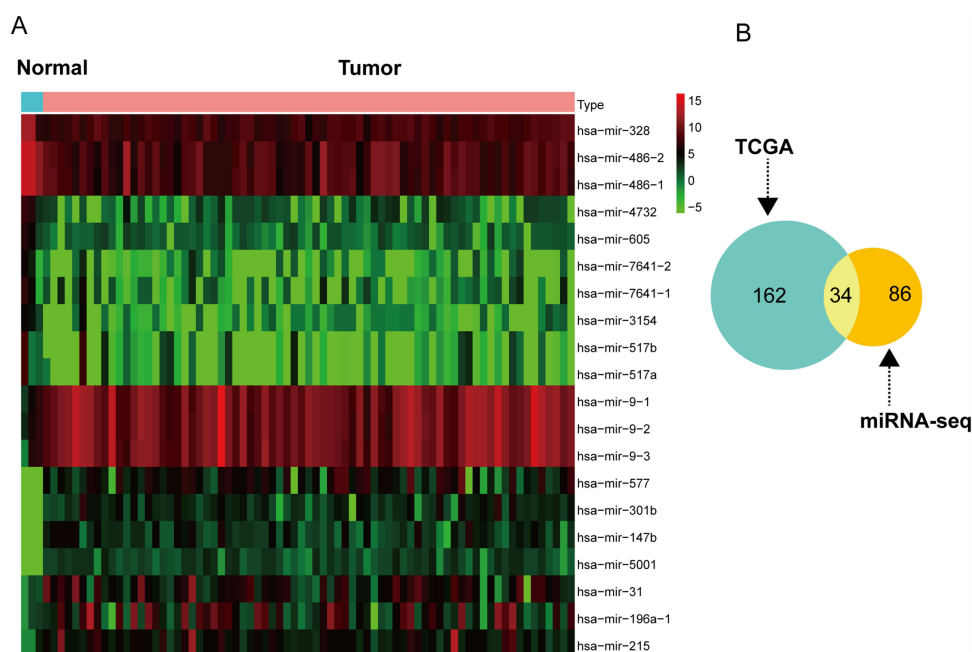 A
B
Normal
Tumor
Type
hsa−mir−328
hsa−mir−486−2
hsa−mir−486−1
hsa−mir−4732
hsa−mir−605
hsa−mir−7641−2
hsa−mir−7641−1
hsa−mir−3154
hsa−mir−517b
hsa−mir−517a
hsa−mir−9−1
hsa−mir−9−2
hsa−mir−9−3
hsa−mir−577
hsa−mir−301b
hsa−mir−147b
hsa−mir−5001
hsa−mir−31
hsa−mir−196a−1
hsa−mir−215
15
10
5
0
−5
TCGA
162
34
86
miRNA-seq